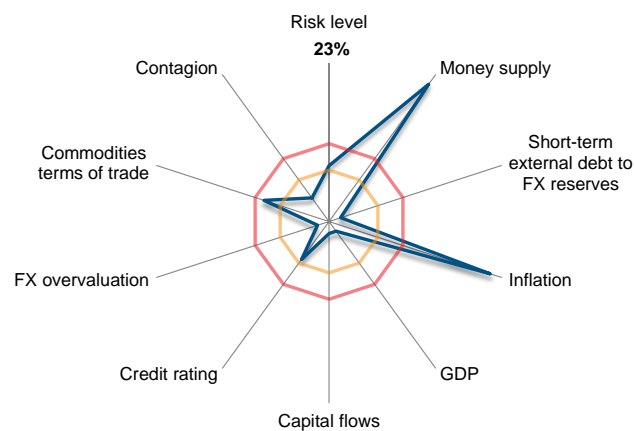 Risk level
23%
Money supply
Short-term
external debt to
FX reserves
Inflation
GDP
Capital flows
Credit rating
FX overvaluation
Commodities
terms of trade
Contagion